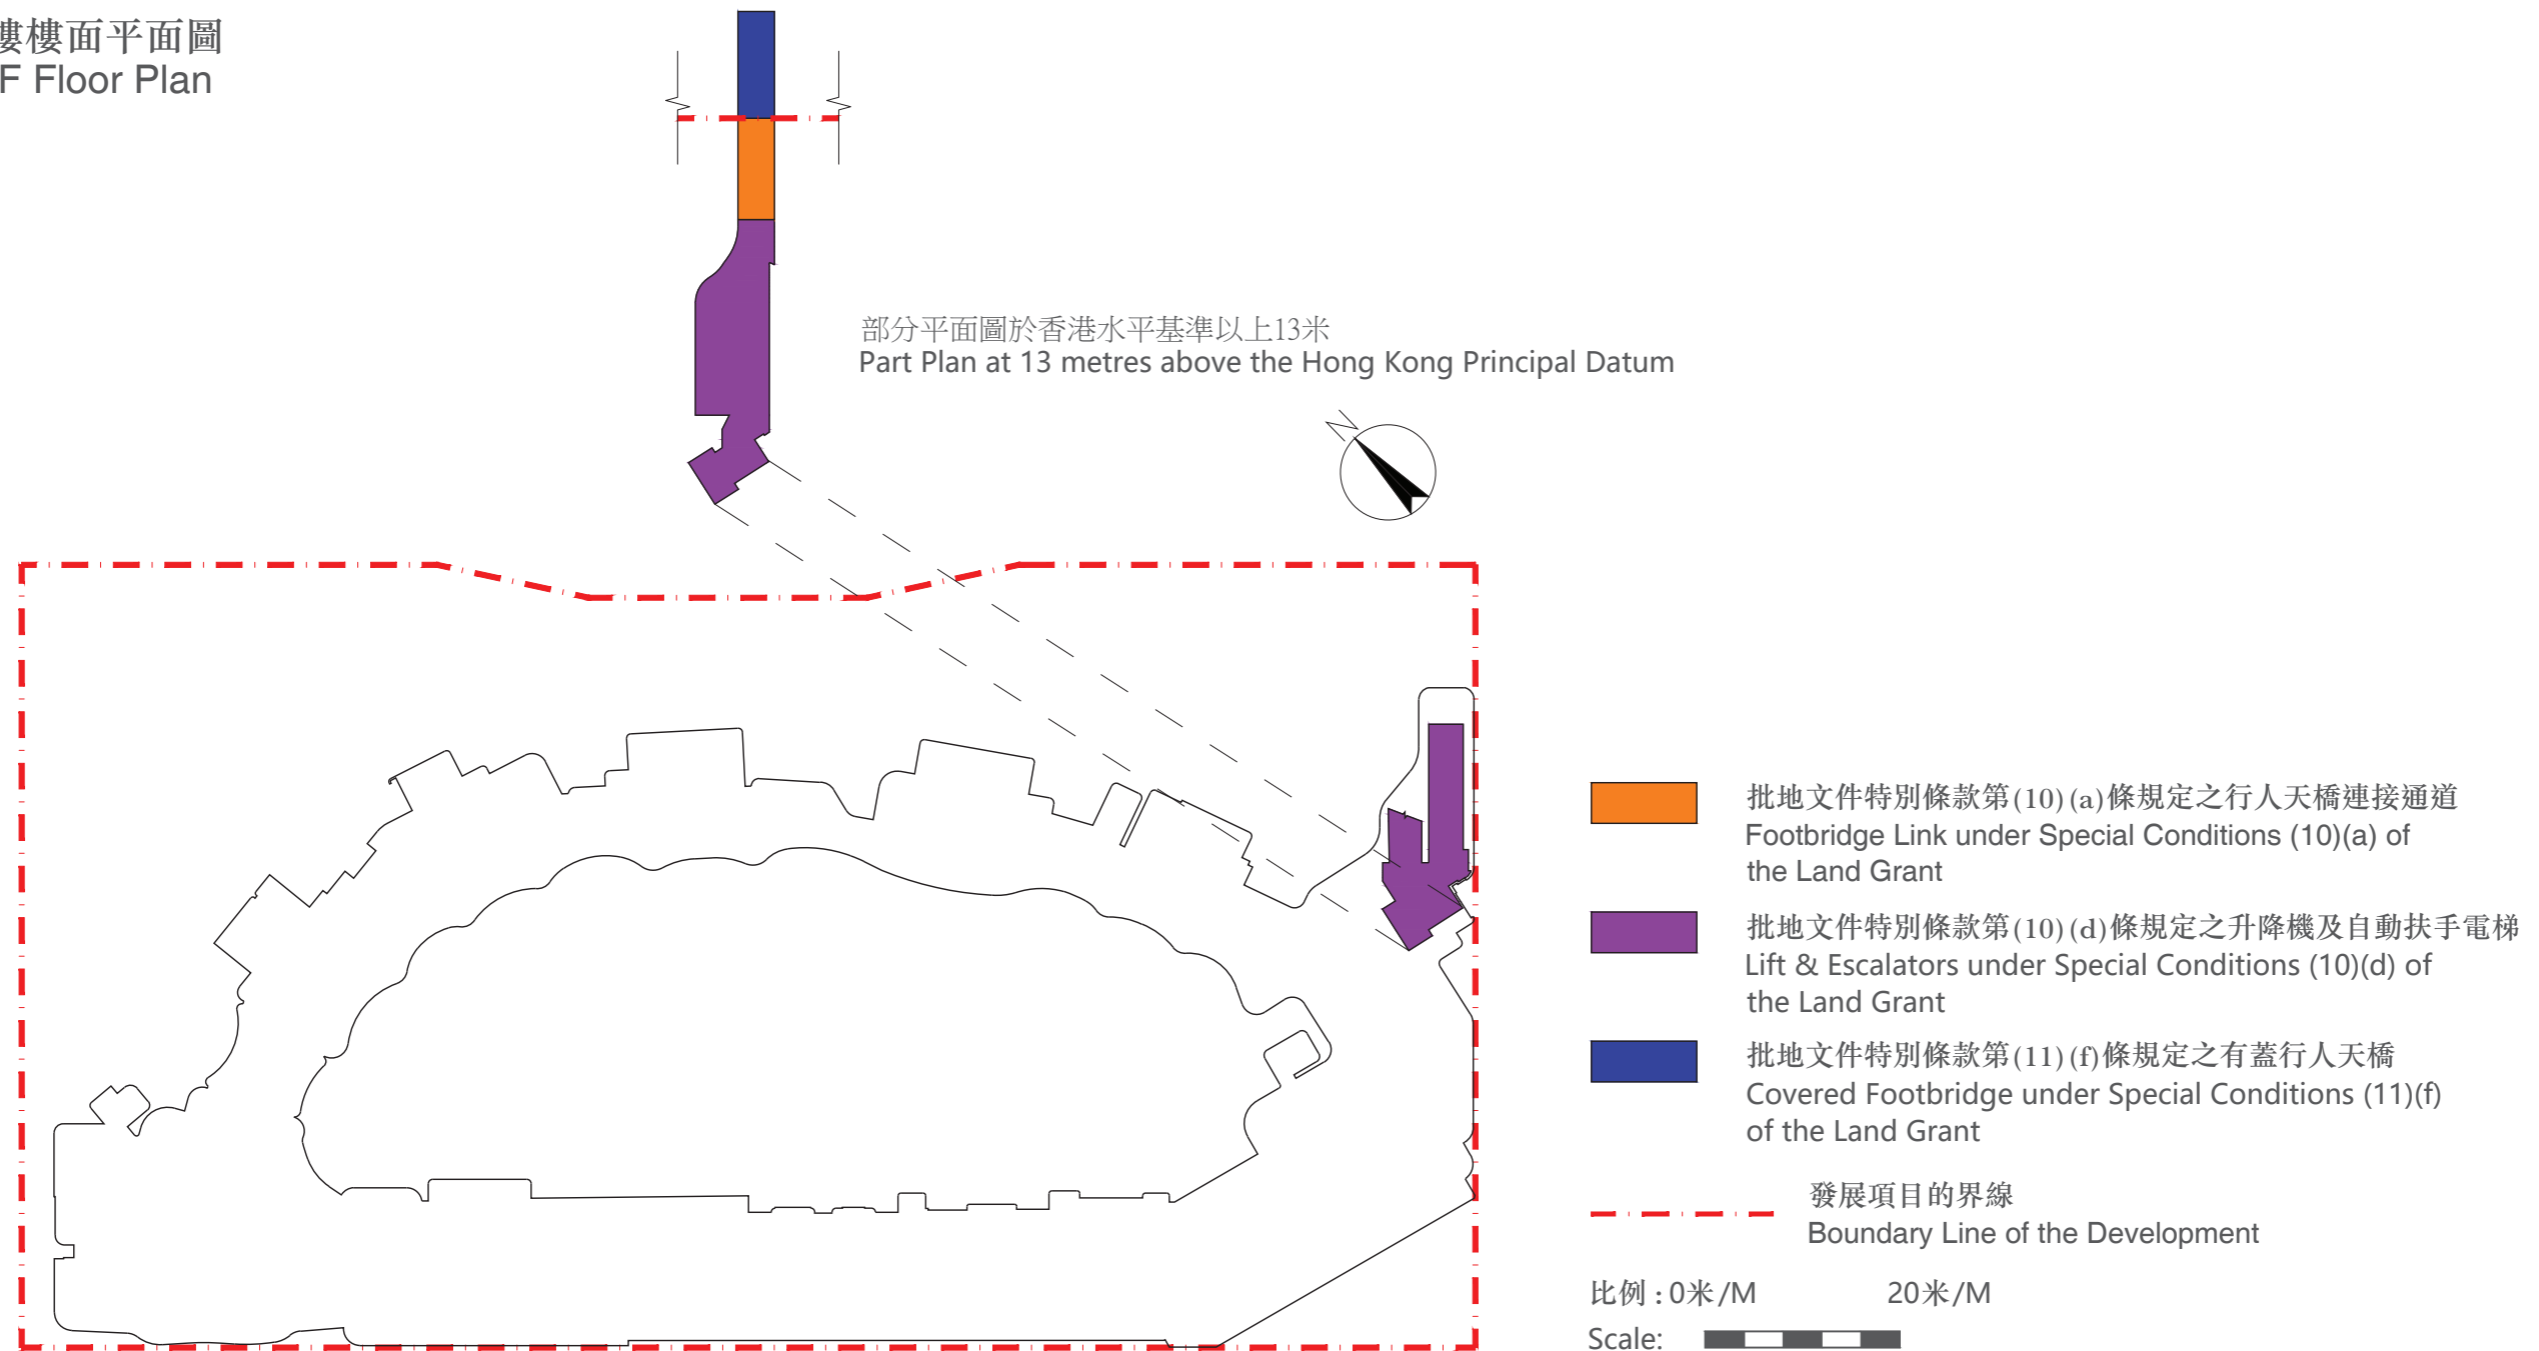 樓樓面平面圖
F Floor Plan
部分平面圖於香港水平基準以上13米
Part Plan at 13 metres above the Hong Kong Principal Datum
N
批地文件特別條款第(10)(a)條規定之行人天橋連接通道
Footbridge Link under Special Conditions (10)(a) of
the Land Grant
批地文件特別條款第(10)(d)條規定之升降機及自動扶手電梯
Lift & Escalators under Special Conditions (10)(d) of
the Land Grant
批地文件特別條款第(11)(f)條規定之有蓋行人天橋
Covered Footbridge under Special Conditions (11)(f)
of the Land Grant
發展項目的界線
Boundary Line of the Development
比例 : 0米/M 20米/M
Scale: